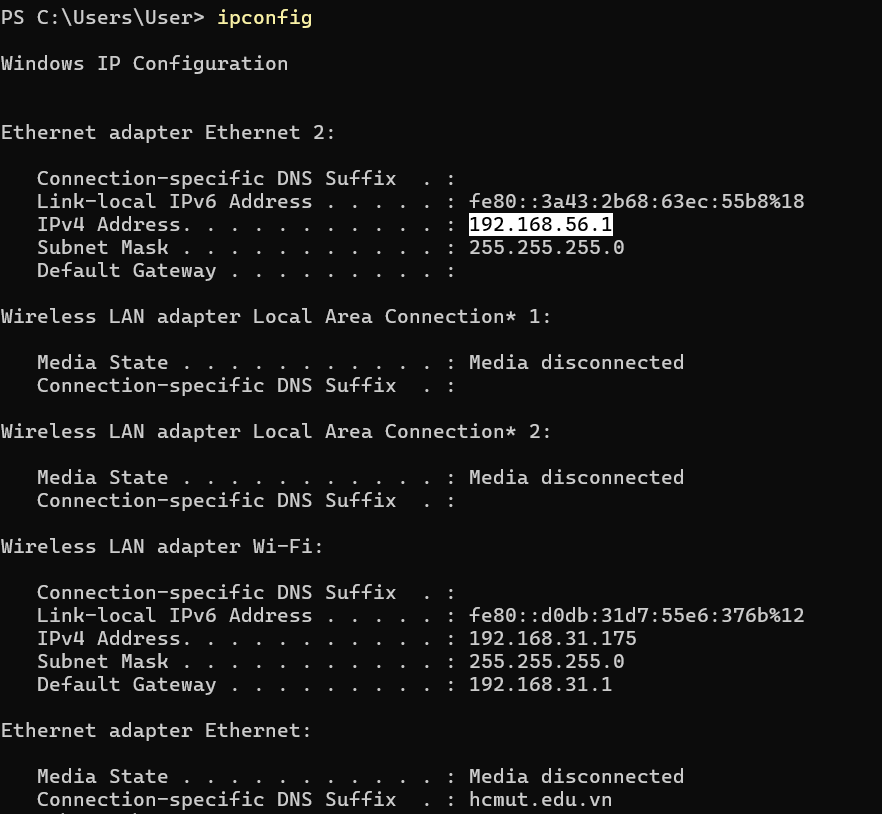 PS C:\Users\User> ipconfig
Windows IP Configuration
Ethernet adapter Ethernet 2:
Connection-specific DNS Suffix  . :
Link-local IPv6 Address . . . . . : fe80::3a43:2b68:63ec:55b8%18
IPv4 Address. . . . . . . . . . . : 192.168.56.1
Subnet Mask . . . . . . . . . . . : 255.255.255.0
Default Gateway . . . . . . . . . :
Wireless LAN adapter Local Area Connection* 1:
Media State . . . . . . . . . . . : Media disconnected
Connection-specific DNS Suffix  . :
Wireless LAN adapter Local Area Connection* 2:
Media State . . . . . . . . . . . : Media disconnected
Connection-specific DNS Suffix  . :
Wireless LAN adapter Wi-Fi:
Connection-specific DNS Suffix  . :
Link-local IPv6 Address . . . . . : fe80::d0db:31d7:55e6:376b%12
IPv4 Address. . . . . . . . . . . : 192.168.31.175
Subnet Mask . . . . . . . . . . . : 255.255.255.0
Default Gateway . . . . . . . . . : 192.168.31.1
Ethernet adapter Ethernet:
Media State . . . . . . . . . . . : Media disconnected
Connection-specific DNS Suffix  . : hcmut.edu.vn